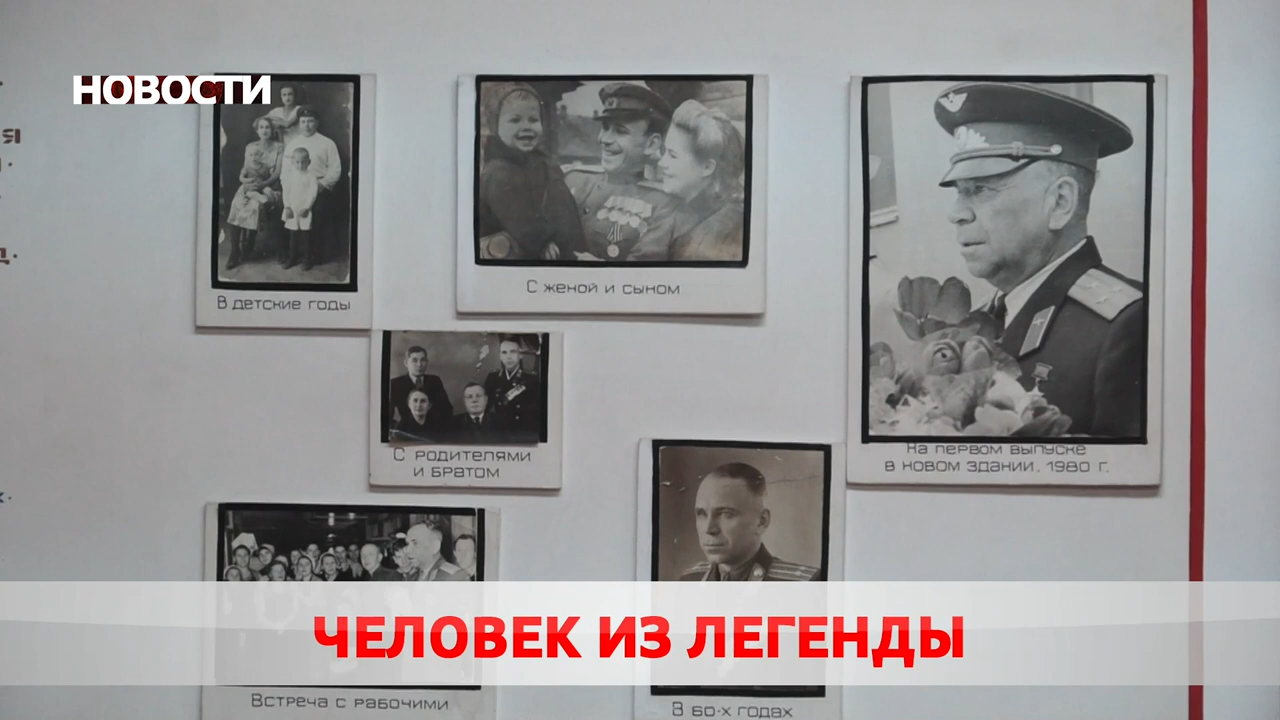 НОВОСТИ
В детские годы
С женой и сыном
С родителями
и братом
На первом выпуске
в новом здании. 1980 г.
ЧЕЛОВЕК ИЗ ЛЕГЕНДЫ
Встреча с рабочими
В 60-х годах